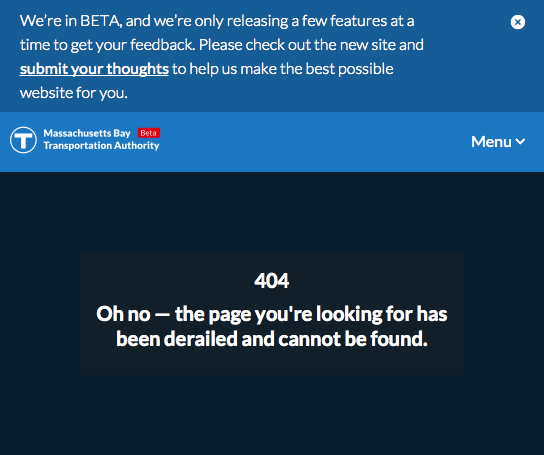 We're in BETA, and we're only releasing a few features at a
time to get your feedback. Please check out the new site and
submit your thoughts to help us make the best possible
website for you.
T
Massachusetts Bay Beta
Transportation Authority
Menu
404
Oh no — the page you're looking for has
been derailed and cannot be found.